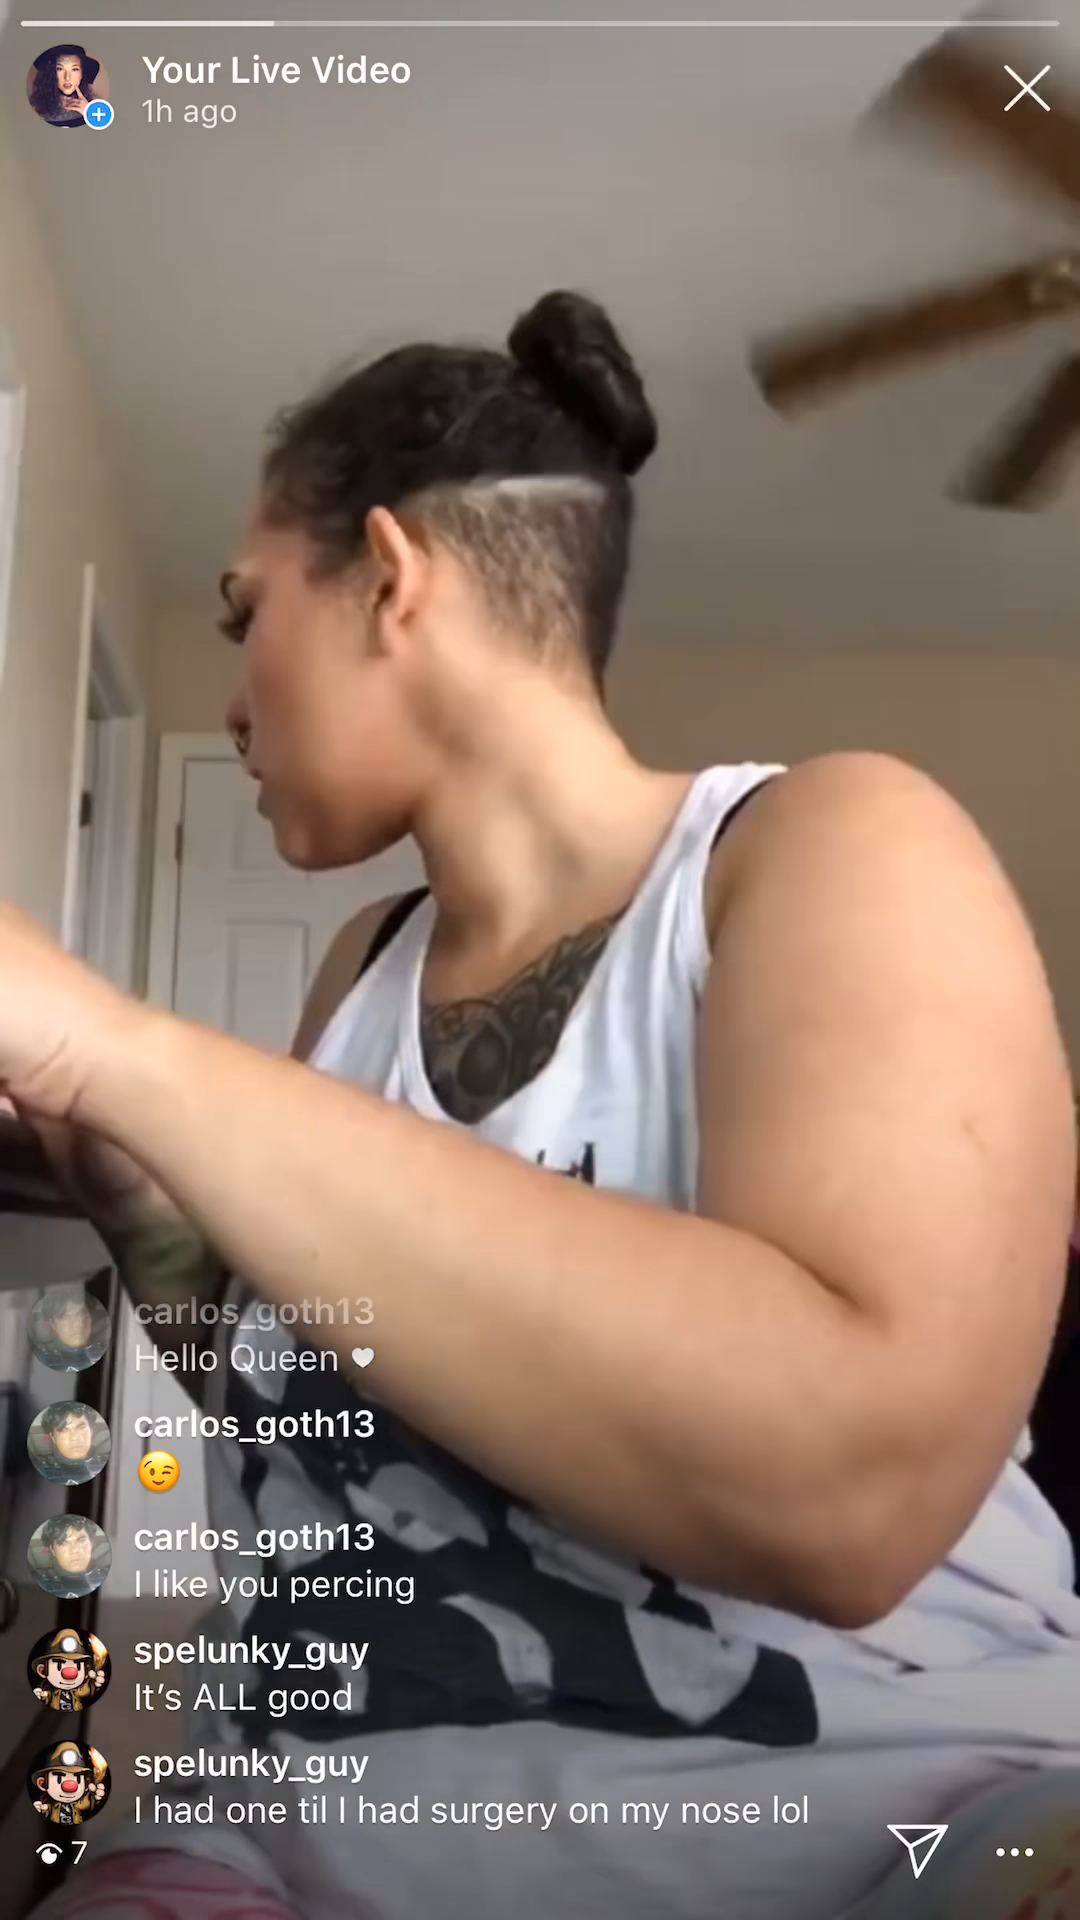 Your Live Video
1h ago
carlos_goth13
Hello Queen 🤍
carlos_goth13
😉
carlos_goth13
I like you percing
spelunky_guy
It's ALL good
spelunky_guy
I had one til I had surgery on my nose lol
7